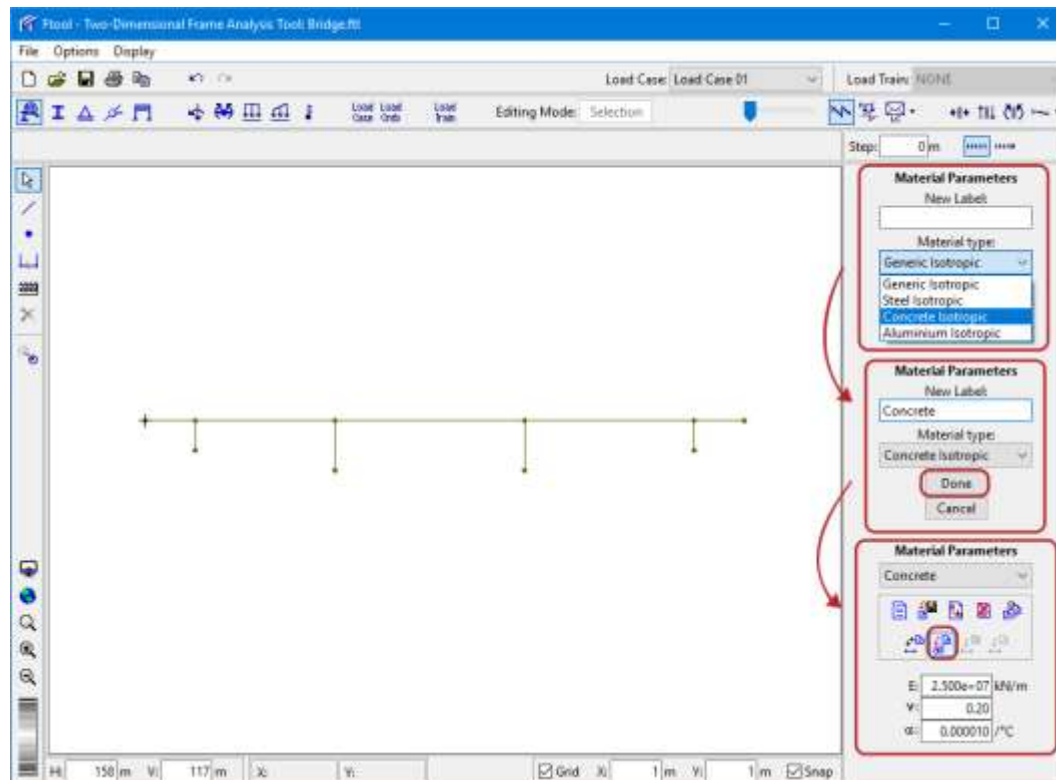 Ftool - Two-Dimensional Frame Analysis Tool: Bridge.ftl
File Options Display
Load Case: Load Case 01
Load Train: NONE
Load Case
Load Cmb
Load Train
Editing Mode: Selection
Step: 0 m
Material Parameters
New Label:
Material type:
Generic Isotropic
Generic Isotropic
Steel Isotropic
Concrete Isotropic
Aluminium Isotropic
Material Parameters
New Label:
Concrete
Material type:
Concrete Isotropic
Done
Cancel
Material Parameters
Concrete
E: 2.500e+07 kN/m
ν: 0.20
α: 0.000010 /°C
H: 158 m V: 117 m X: Y: Grid X: 1 m Y: 1 m Snap